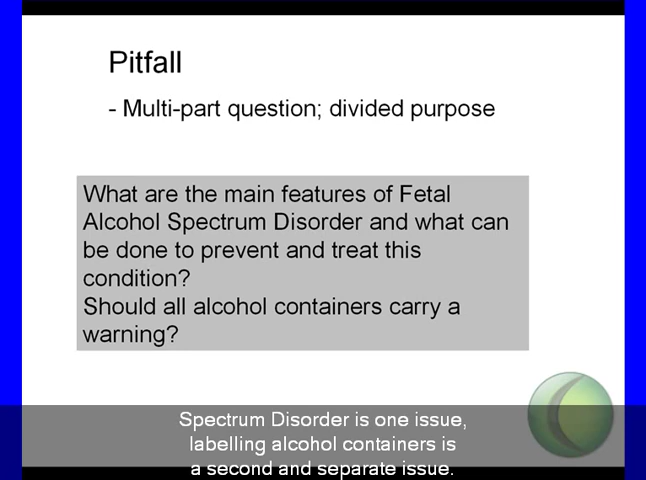 Pitfall
- Multi-part question; divided purpose
What are the main features of Fetal
Alcohol Spectrum Disorder and what can
be done to prevent and treat this
condition?
Should all alcohol containers carry a
warning?
Spectrum Disorder is one issue,
labelling alcohol containers is
a second and separate issue.